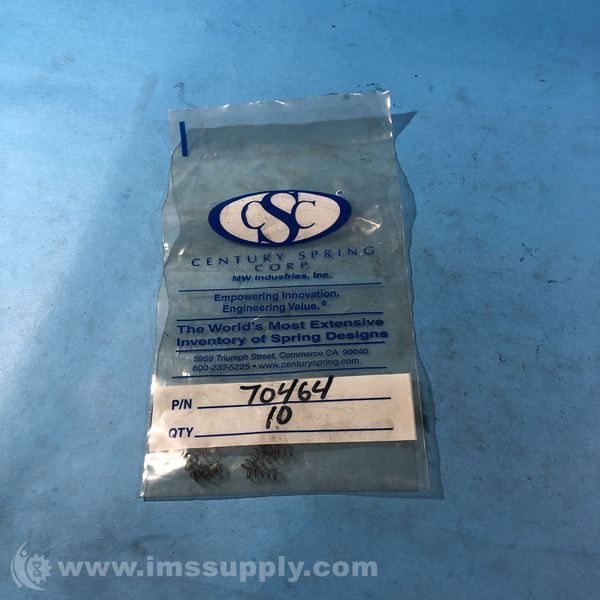 CSC
CENTURY SPRING
CORP.
MW Industries, Inc.
Empowering Innovation.
Engineering Value.®
The World's Most Extensive
Inventory of Spring Designs
5959 Triumph Street, Commerce CA 90040
800-237-5225 • www.centuryspring.com
P/N 70464
QTY 10
www.imssupply.com